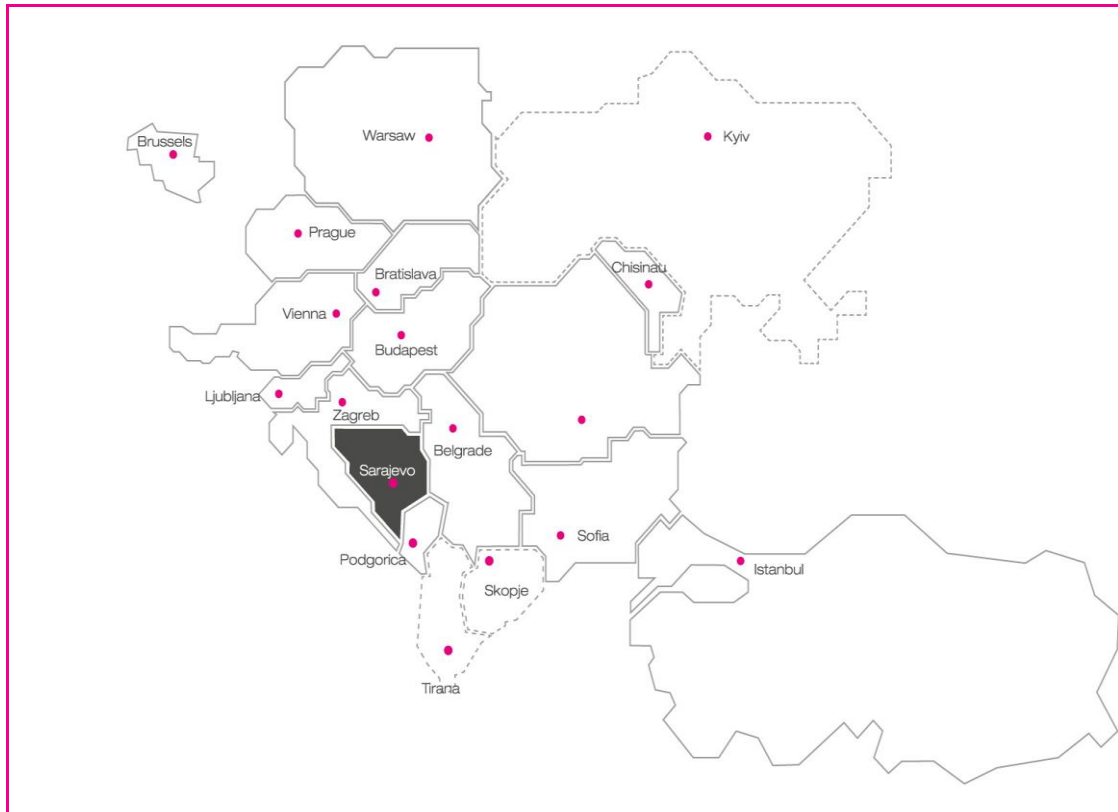 Warsaw
Kyiv
Brussels
Prague
Chisinau
Bratislava
Vienna
Budapest
Ljubljana
Zagreb
Belgrade
Sarajevo
Sofia
Podgorica
Istanbul
Skopje
Tirana